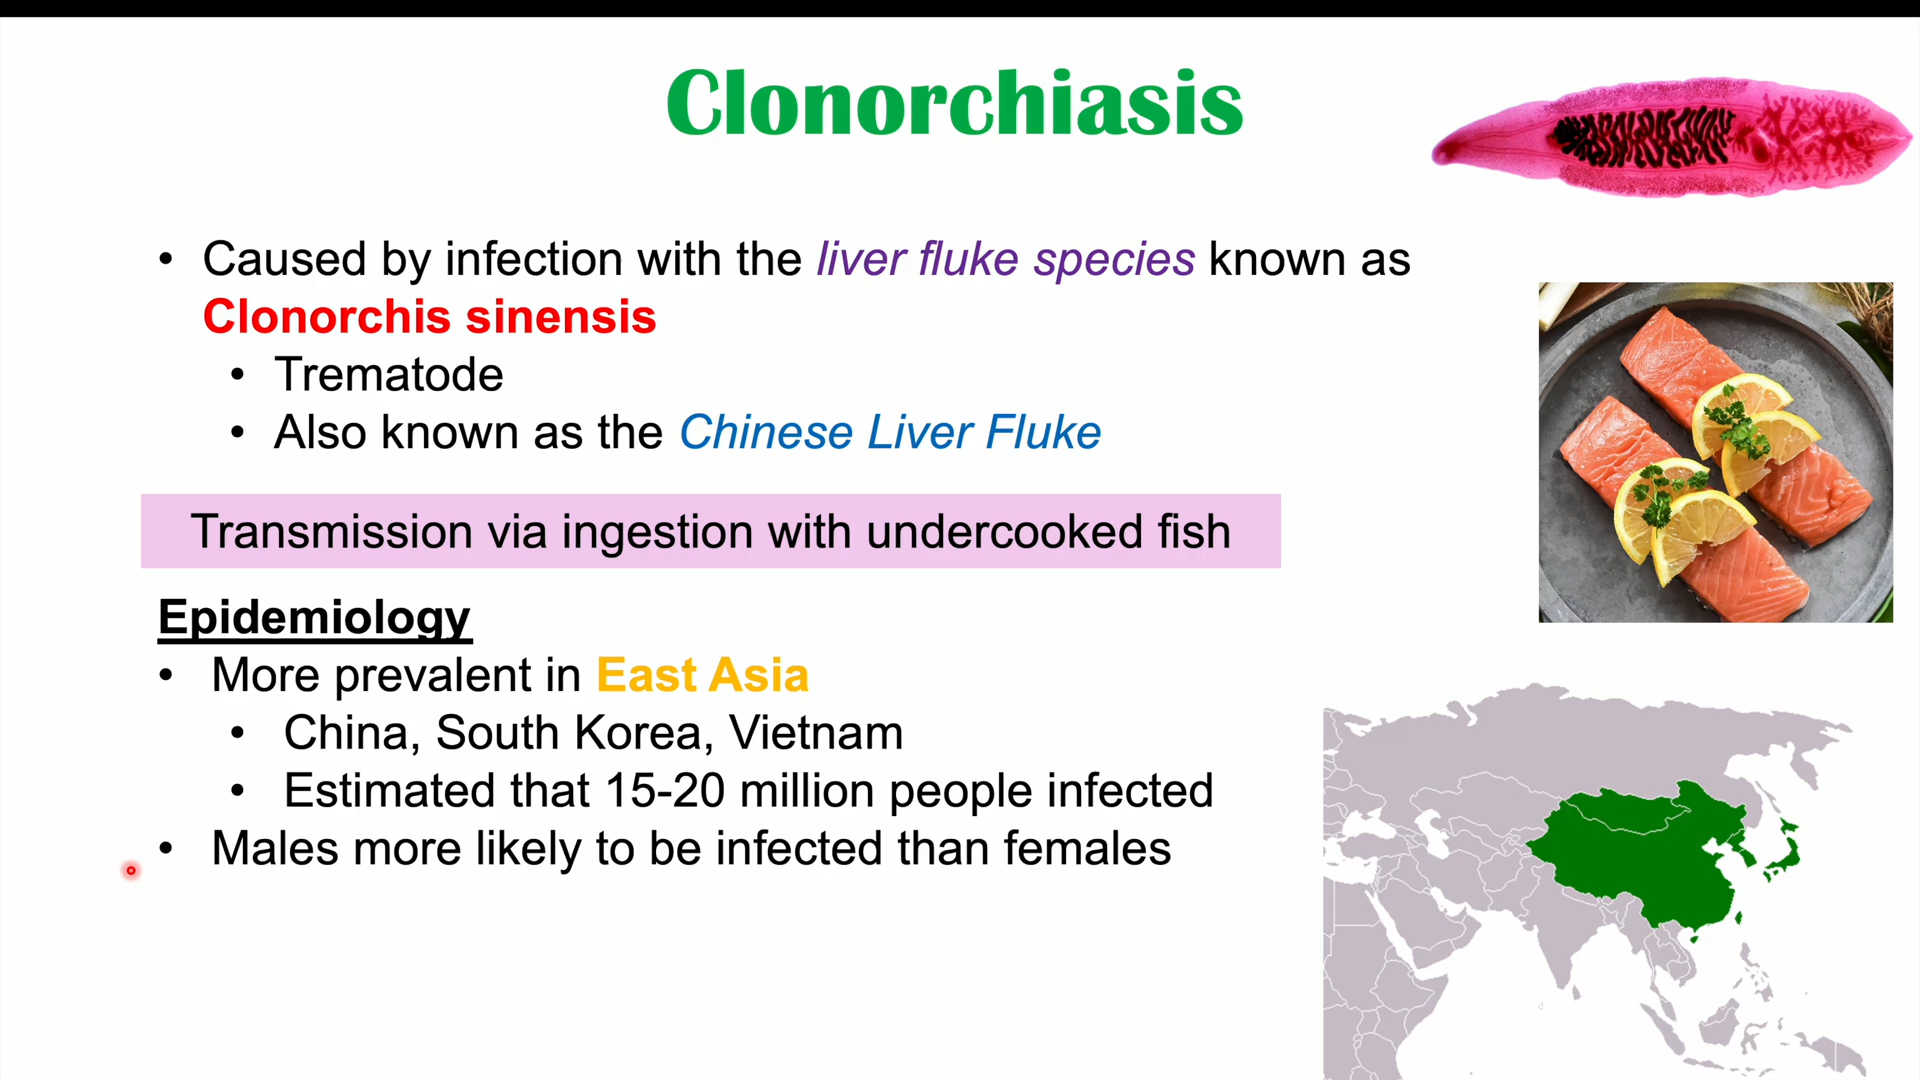 Clonorchiasis
• Caused by infection with the liver fluke species known as
Clonorchis sinensis
• Trematode
• Also known as the Chinese Liver Fluke
Transmission via ingestion with undercooked fish
Epidemiology
• More prevalent in East Asia
• China, South Korea, Vietnam
• Estimated that 15-20 million people infected
• Males more likely to be infected than females